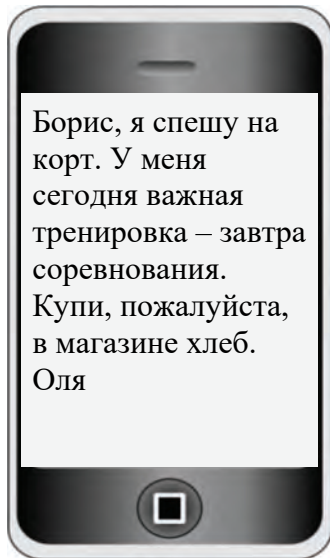 Борис, я спешу на
корт. У меня
сегодня важная
тренировка – завтра
соревнования.
Купи, пожалуйста,
в магазине хлеб.
Оля